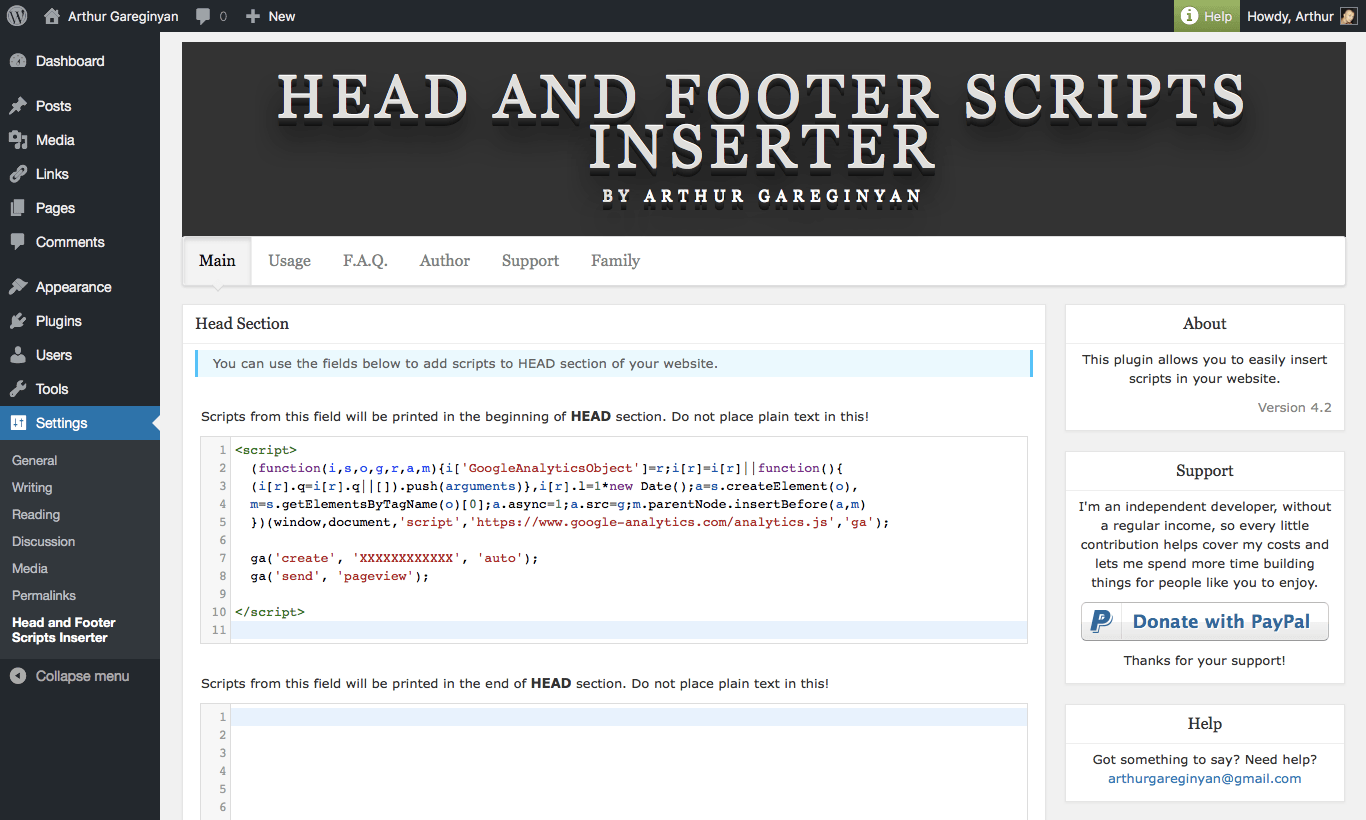 Arthur Gareginyan 0 New Help Howdy, Arthur
Dashboard
Posts
Media
Links
Pages
Comments
Appearance
Plugins
Users
Tools
Settings
General
Writing
Reading
Discussion
Media
Permalinks
Head and Footer
Scripts Inserter
Collapse menu
HEAD AND FOOTER SCRIPTS
INSERTER
BY ARTHUR GAREGINYAN
Main Usage F.A.Q. Author Support Family
Head Section
You can use the fields below to add scripts to HEAD section of your website.
Scripts from this field will be printed in the beginning of HEAD section. Do not place plain text in this!
1 <script>
2 (function(i,s,o,g,r,a,m){i['GoogleAnalyticsObject']=r;i[r]=i[r]||function(){
3 (i[r].q=i[r].q||[]).push(arguments)},i[r].l=1*new Date();a=s.createElement(o),
4 m=s.getElementsByTagName(o)[0];a.async=1;a.src=g;m.parentNode.insertBefore(a,m)
5 })(window,document,'script','https://www.google-analytics.com/analytics.js','ga');
6
7 ga('create', 'XXXXXXXXXXXX', 'auto');
8 ga('send', 'pageview');
9
10 </script>
11
Scripts from this field will be printed in the end of HEAD section. Do not place plain text in this!
1
2
3
4
5
6
About
This plugin allows you to easily insert
scripts in your website.
Version 4.2
Support
I'm an independent developer, without
a regular income, so every little
contribution helps cover my costs and
lets me spend more time building
things for people like you to enjoy.
Donate with PayPal
Thanks for your support!
Help
Got something to say? Need help?
arthurgareginyan@gmail.com